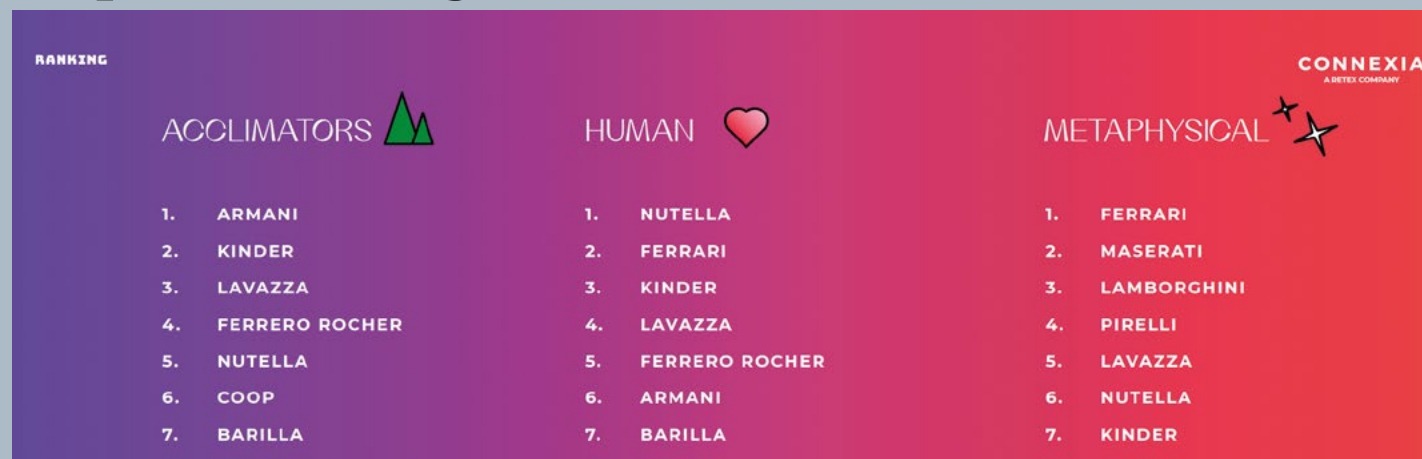 RANKING
CONNEXIA
A RETEX COMPANY
ACCLIMATORS
1. ARMANI
2. KINDER
3. LAVAZZA
4. FERRERO ROCHER
5. NUTELLA
6. COOP
7. BARILLA
HUMAN
1. NUTELLA
2. FERRARI
3. KINDER
4. LAVAZZA
5. FERRERO ROCHER
6. ARMANI
7. BARILLA
METAPHYSICAL
1. FERRARI
2. MASERATI
3. LAMBORGHINI
4. PIRELLI
5. LAVAZZA
6. NUTELLA
7. KINDER